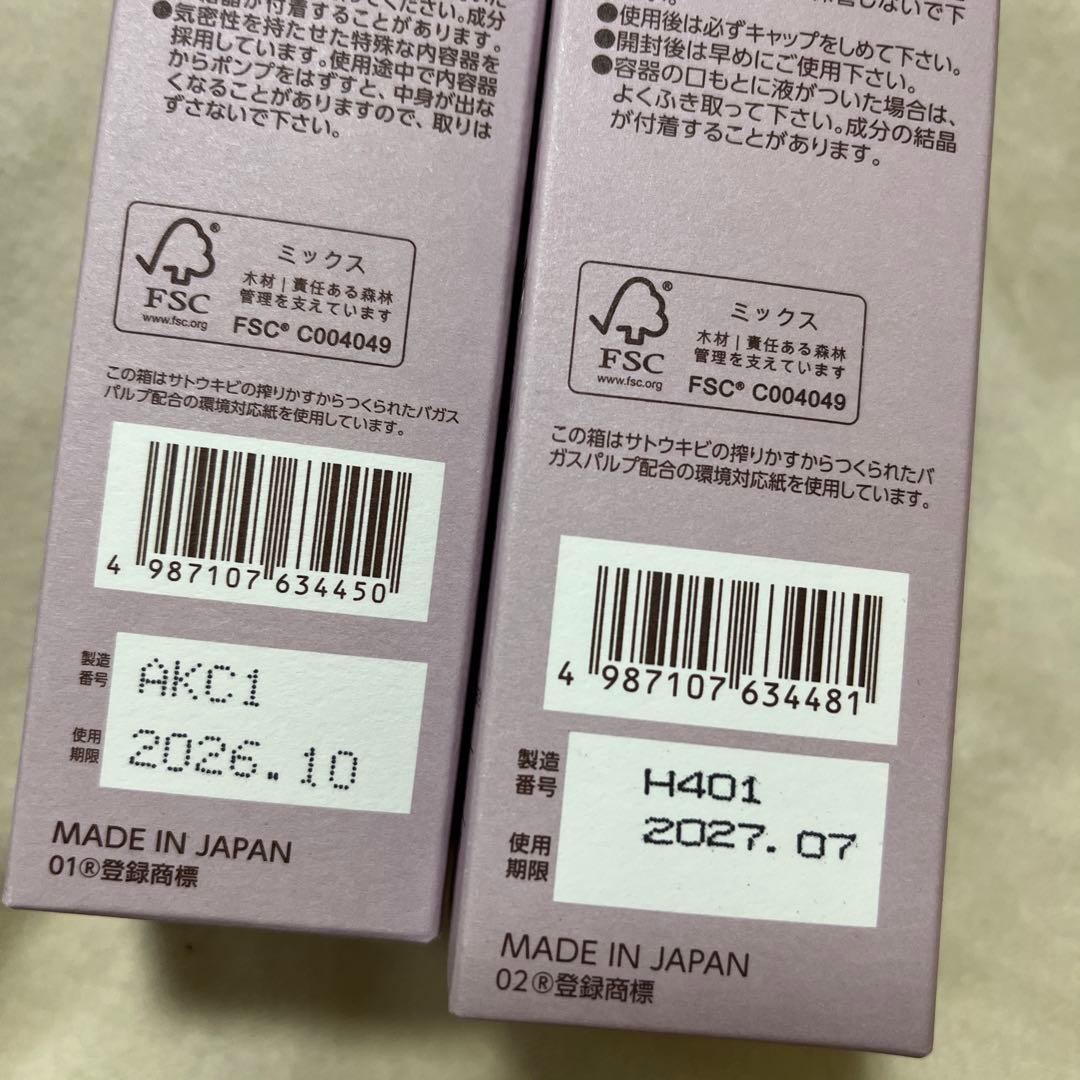 結晶が付着することがあります。
●気密性を持たせた特殊な内容器を
採用しています。使用途中で内容器
からポンプをはずすと、中身が出な
くなることがありますので、取りは
ずさないで下さい。
FSC®
www.fsc.org
ミックス
木材 | 責任ある森林
管理を支えています
FSC® C004049
この箱はサトウキビの搾りかすからつくられたバガス
パルプ配合の環境対応紙を使用しています。
4 987107 634450
製造
番号
AKC1
使用
期限
2026.10
MADE IN JAPAN
01®登録商標
●使用後は必ずキャップをしめて下さい。
●開封後は早めにご使用下さい。
●容器の口もとに液がついた場合は、
よくふき取って下さい。成分の結晶
が付着することがあります。
FSC®
www.fsc.org
ミックス
木材 | 責任ある森林
管理を支えています
FSC® C004049
この箱はサトウキビの搾りかすからつくられたバ
ガスパルプ配合の環境対応紙を使用しています。
4 987107 634481
製造
番号
H401
使用
期限
2027.07
MADE IN JAPAN
02®登録商標